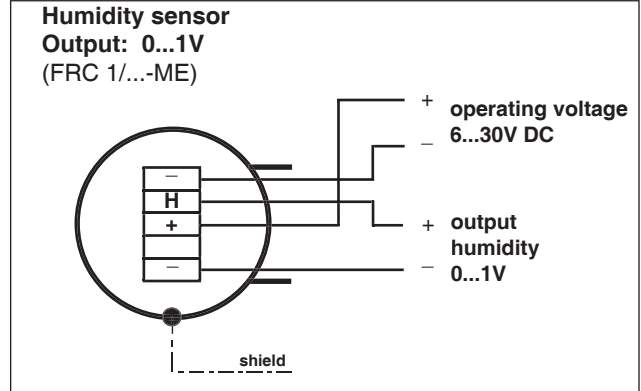 Humidity sensor
Output: 0...1V
(FRC 1/...-ME)
+ operating voltage
– 6...30V DC
–
H
+
–
+ output
humidity
– 0...1V
shield